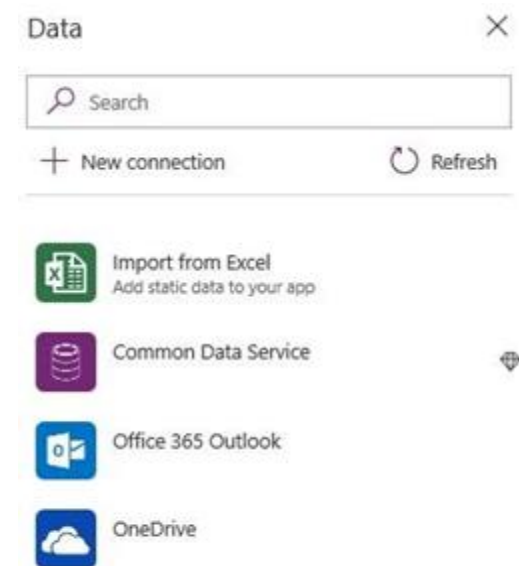 Data
Search
New connection
Refresh
Import from Excel
Add static data to your app
Common Data Service
Office 365 Outlook
OneDrive